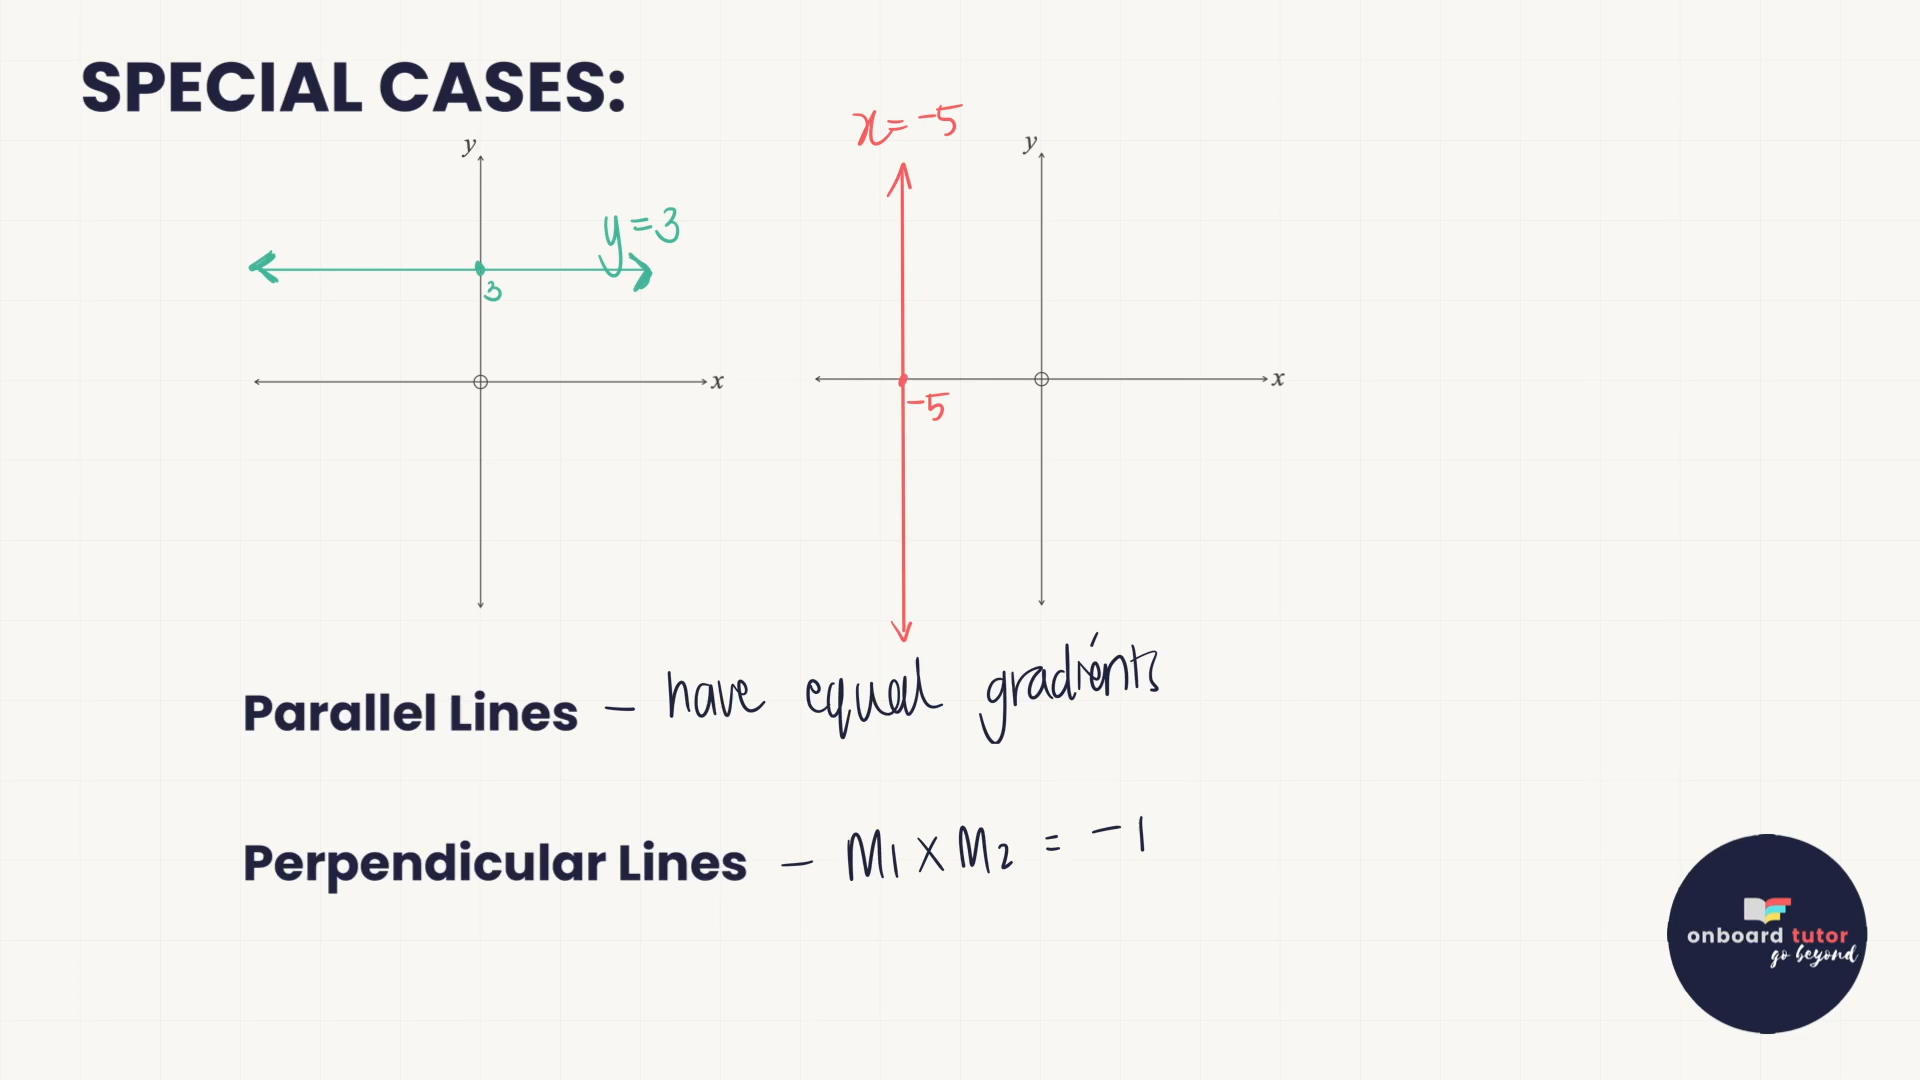 SPECIAL CASES:
y
y=3
3
x
x=-5
y
-5
x
Parallel Lines - have equal gradients
Perpendicular Lines - M1 x M2 = -1
onboard tutor
go beyond